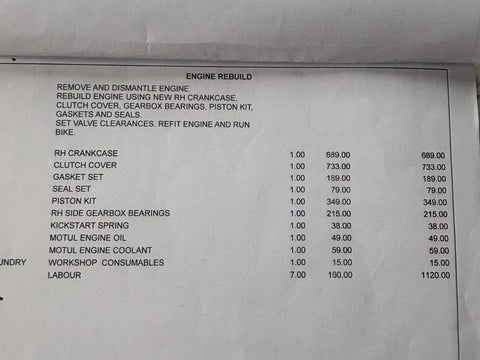 ENGINE REBUILD
REMOVE AND DISMANTLE ENGINE.
REBUILD ENGINE USING NEW RH CRANKCASE,
CLUTCH COVER, GEARBOX BEARINGS, PISTON KIT,
GASKETS AND SEALS.
SET VALVE CLEARANCES. REFIT ENGINE AND RUN
BIKE.
RH CRANKCASE 1.00 689.00 689.00
CLUTCH COVER 1.00 733.00 733.00
GASKET SET 1.00 189.00 189.00
SEAL SET 1.00 79.00 79.00
PISTON KIT 1.00 349.00 349.00
RH SIDE GEARBOX BEARINGS 1.00 215.00 215.00
KICKSTART SPRING 1.00 38.00 38.00
MOTUL ENGINE OIL 1.00 49.00 49.00
MOTUL ENGINE COOLANT 1.00 59.00 59.00
UNDRY WORKSHOP CONSUMABLES 1.00 15.00 15.00
LABOUR 7.00 160.00 1120.00